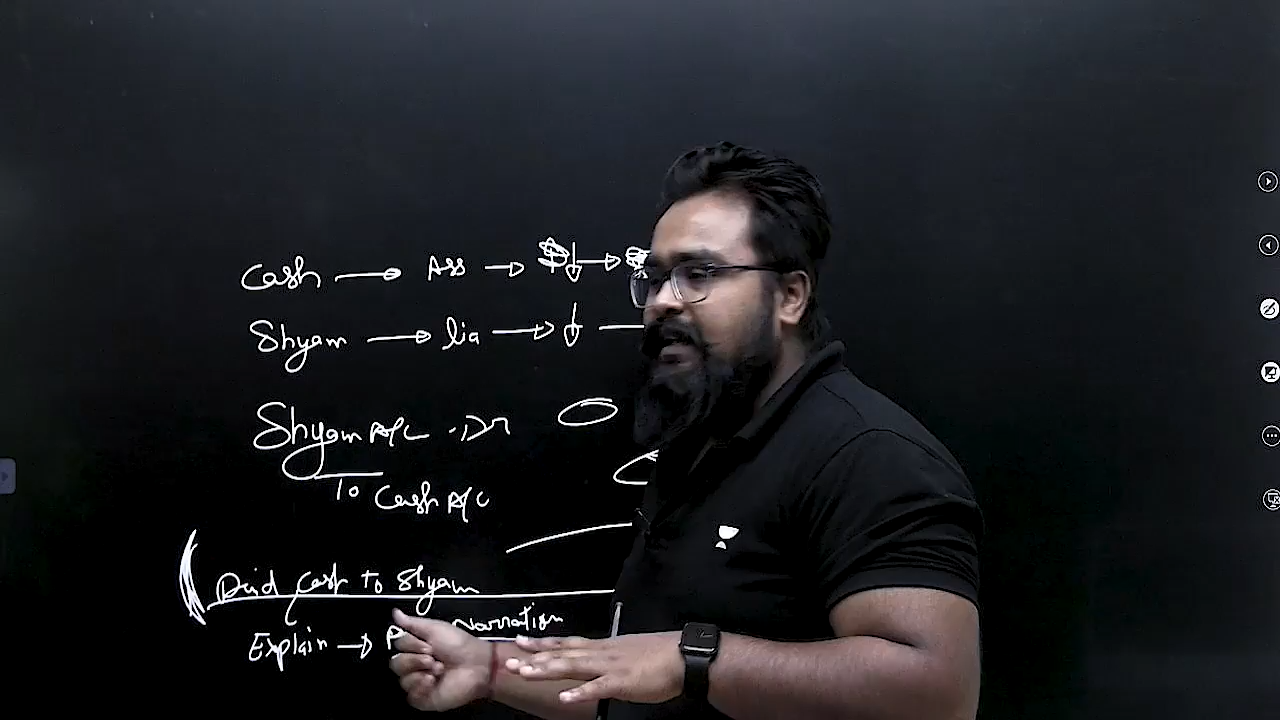 Cash → Ass → ↓ →
Shyam → lia → ↓ —
Shyam A/c - Dr
To Cash A/c
(Paid Cash to Shyam
Explain → Narration